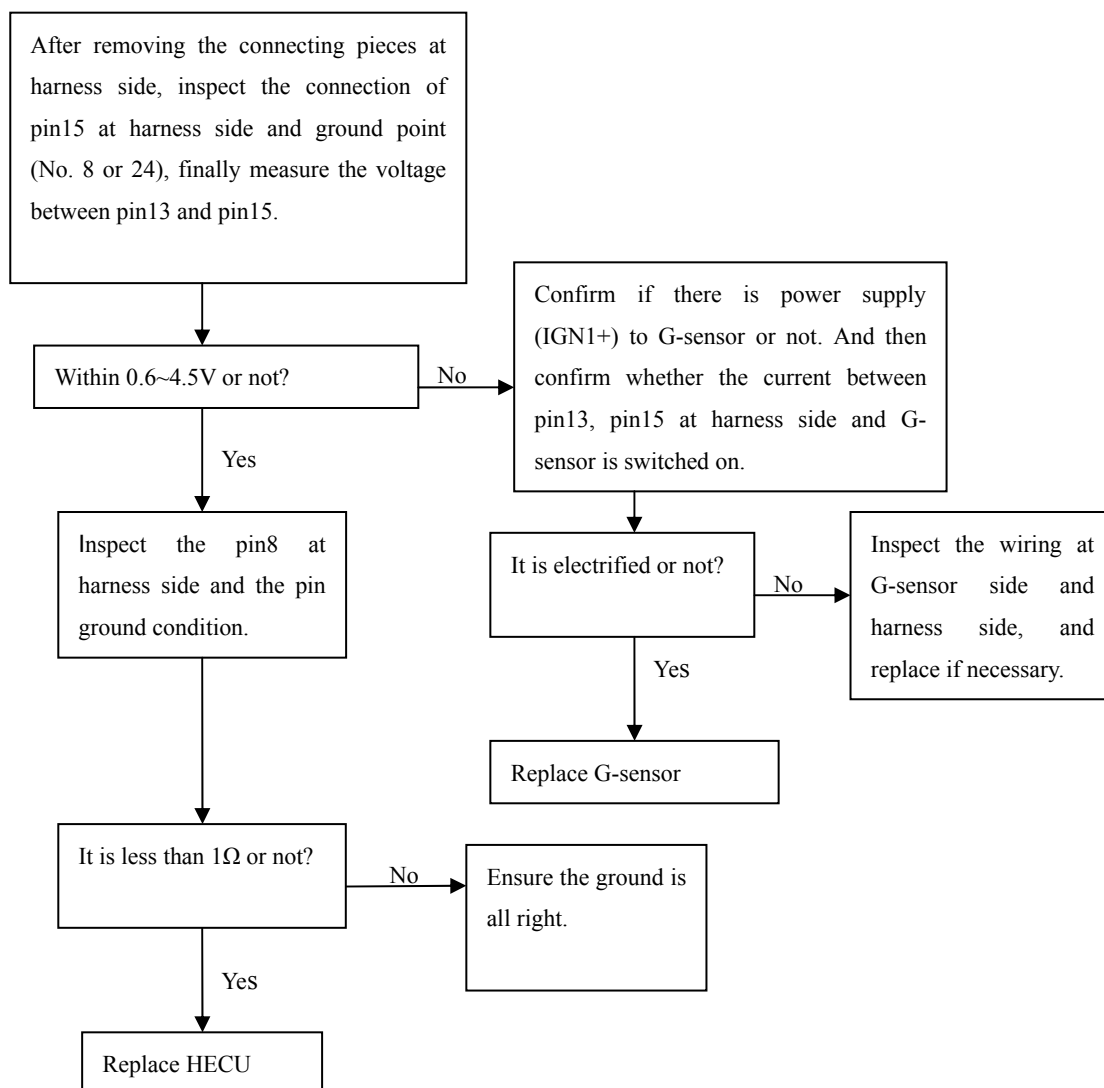 After removing the connecting pieces at
harness side, inspect the connection of
pin15 at harness side and ground point
(No. 8 or 24), finally measure the voltage
between pin13 and pin15.
Within 0.6~4.5V or not?
No
Confirm if there is power supply
(IGN1+) to G-sensor or not. And then
confirm whether the current between
pin13, pin15 at harness side and G-
sensor is switched on.
Yes
Inspect the pin8 at
harness side and the pin
ground condition.
It is electrified or not?
No
Inspect the wiring at
G-sensor side and
harness side, and
replace if necessary.
Yes
Replace G-sensor
It is less than 1Ω or not?
No
Ensure the ground is
all right.
Yes
Replace HECU